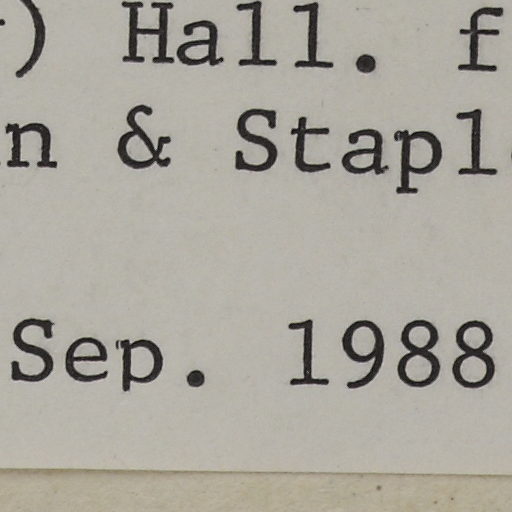 ) Hall. f
n & Stapl
Sep. 1988